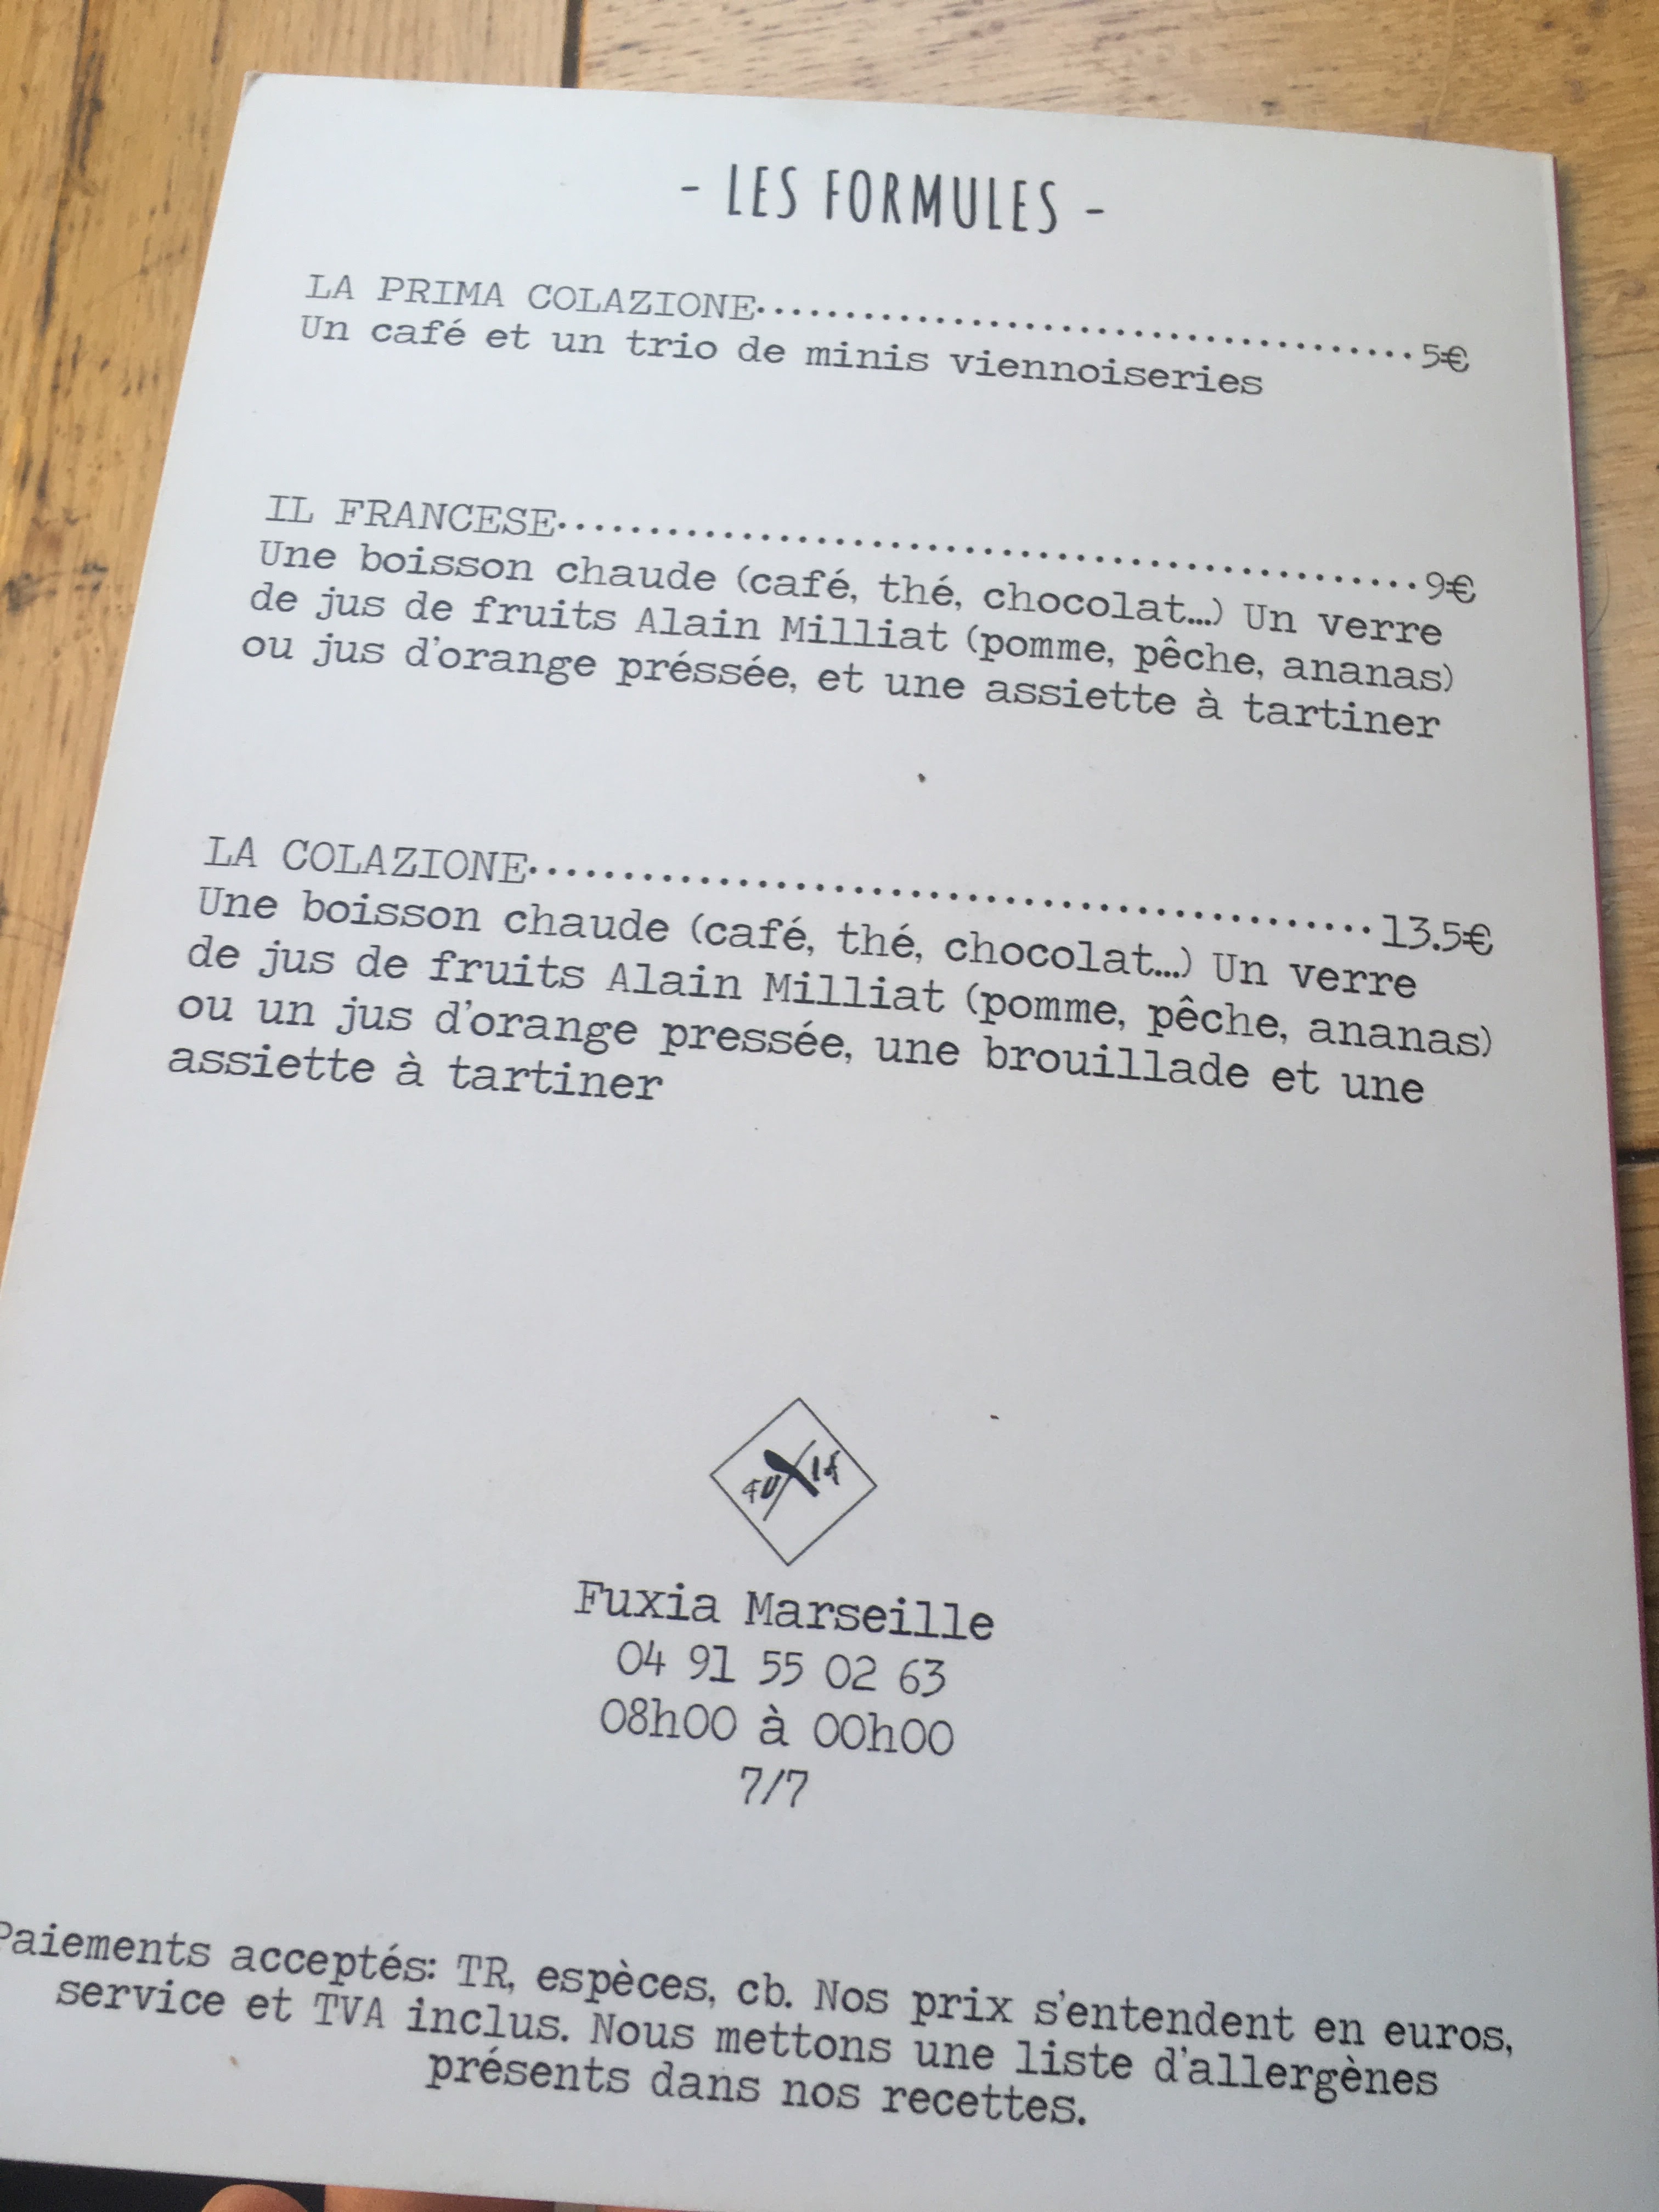 - LES FORMULES -
LA PRIMA COLAZIONE.....................................5€
Un café et un trio de minis viennoiseries
IL FRANCESE...............................................9€
Une boisson chaude (café, thé, chocolat...) Un verre
de jus de fruits Alain Milliat (pomme, pêche, ananas)
ou jus d'orange préssée, et une assiette à tartiner
LA COLAZIONE..............................................13.5€
Une boisson chaude (café, thé, chocolat...) Un verre
de jus de fruits Alain Milliat (pomme, pêche, ananas)
ou un jus d'orange pressée, une brouillade et une
assiette à tartiner
FUXIA
Fuxia Marseille
04 91 55 02 63
08h00 à 00h00
7/7
Paiements acceptés: TR, espèces, cb. Nos prix s'entendent en euros,
service et TVA inclus. Nous mettons une liste d'allergènes
présents dans nos recettes.